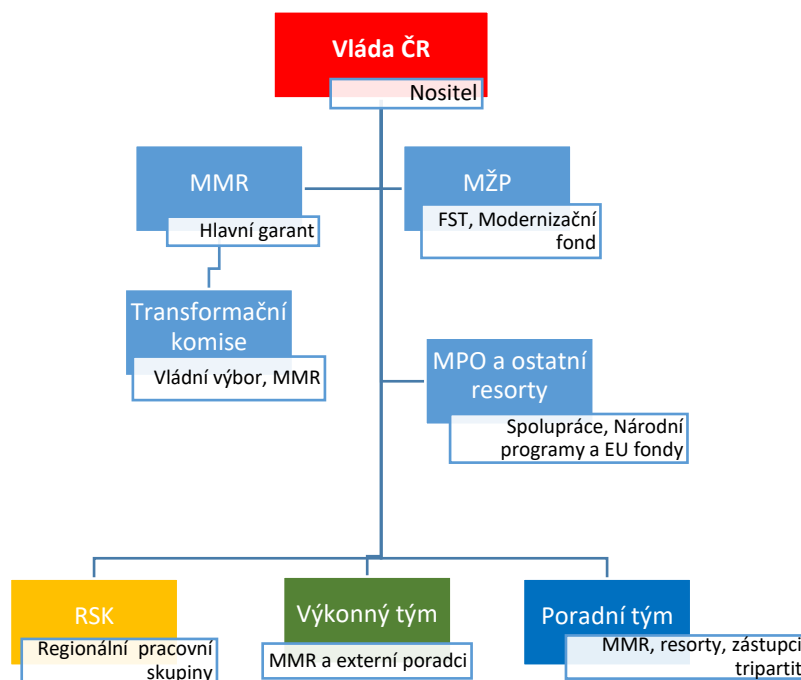 Vláda ČR
Nositel
MMR
Hlavní garant
MŽP
FST, Modernizační
fond
Transformační
komise
Vládní výbor, MMR
MPO a ostatní
resorty
Spolupráce, Národní
programy a EU fondy
RSK
Regionální pracovní
skupiny
Výkonný tým
MMR a externí poradci
Poradní tým
MMR, resorty, zástupci
tripartit